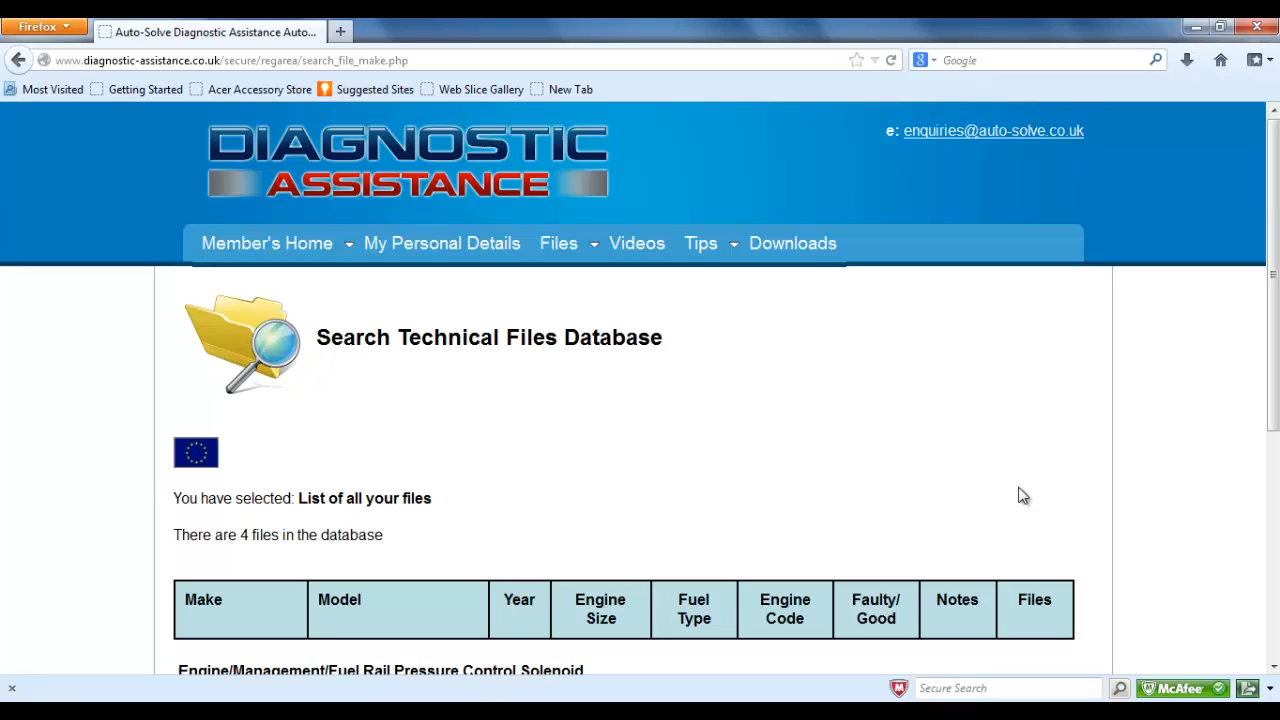 Firefox
Auto-Solve Diagnostic Assistance Auto...
www.diagnostic-assistance.co.uk/secure/regarea/search_file_make.php
Google
Most Visited Getting Started Acer Accessory Store Suggested Sites Web Slice Gallery New Tab
DIAGNOSTIC
ASSISTANCE
e: enquiries@auto-solve.co.uk
Member's Home My Personal Details Files Videos Tips Downloads
Search Technical Files Database
You have selected: List of all your files
There are 4 files in the database
Make Model Year Engine Size Fuel Type Engine Code Faulty/ Good Notes Files
Engine/Management/Fuel Rail Pressure Control Solenoid
Secure Search
McAfee